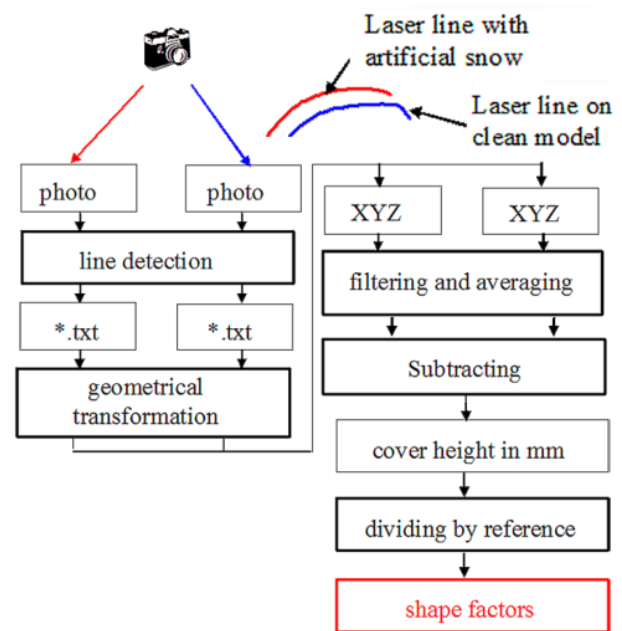 Laser line with
artificial snow
Laser line on
clean model
photo
photo
line detection
*.txt
*.txt
geometrical
transformation
XYZ
XYZ
filtering and averaging
Subtracting
cover height in mm
dividing by reference
shape factors